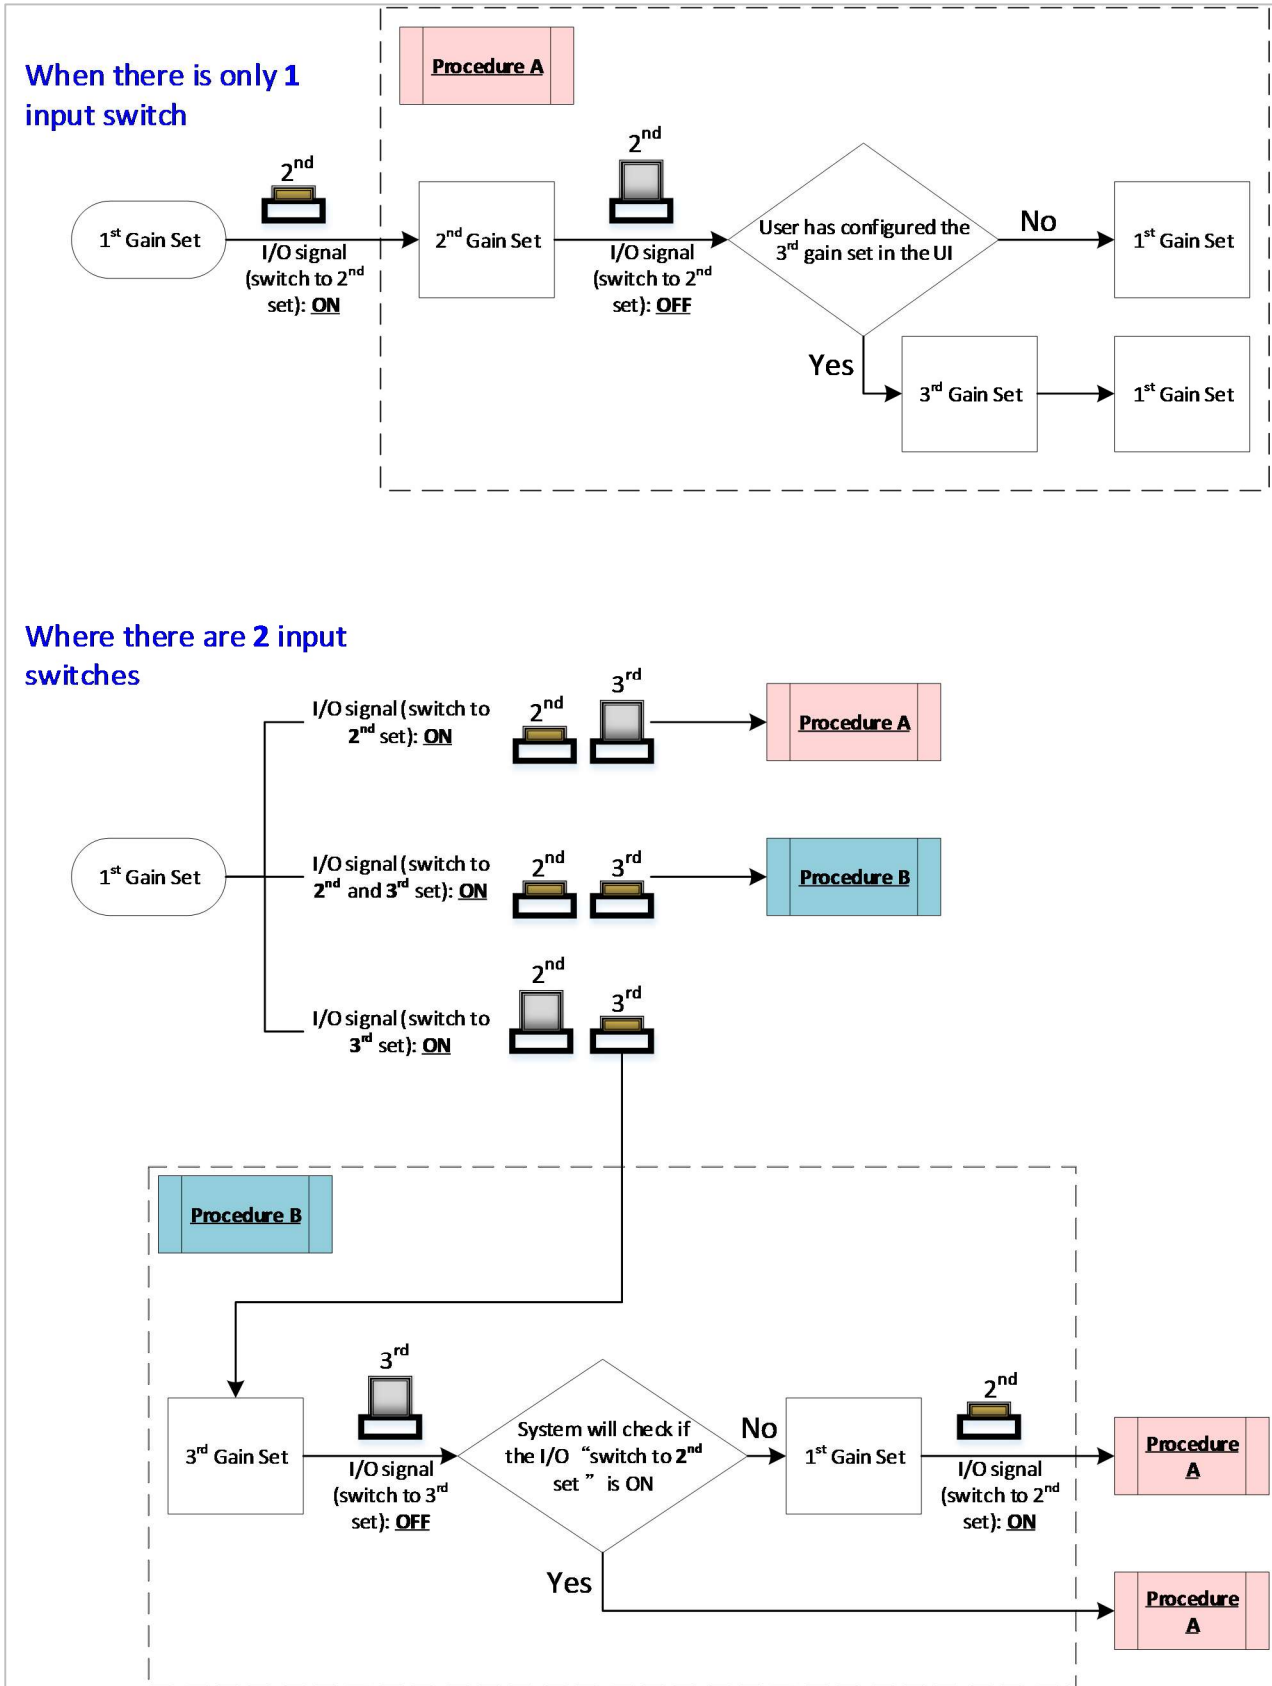 When there is only 1
input switch
Procedure A
2nd
I/O signal
(switch to 2nd
set): ON
1st Gain Set
2nd Gain Set
2nd
I/O signal
(switch to 2nd
set): OFF
User has configured the
3rd gain set in the UI
No
1st Gain Set
Yes
3rd Gain Set
1st Gain Set
Where there are 2 input
switches
1st Gain Set
I/O signal (switch to
2nd set): ON
2nd
3rd
Procedure A
I/O signal (switch to
2nd and 3rd set): ON
2nd
3rd
Procedure B
I/O signal (switch to
3rd set): ON
2nd
3rd
Procedure B
3rd Gain Set
3rd
I/O signal
(switch to 3rd
set): OFF
System will check if
the I/O “switch to 2nd
set ” is ON
No
1st Gain Set
2nd
I/O signal
(switch to 2nd
set): ON
Procedure
A
Yes
Procedure
A